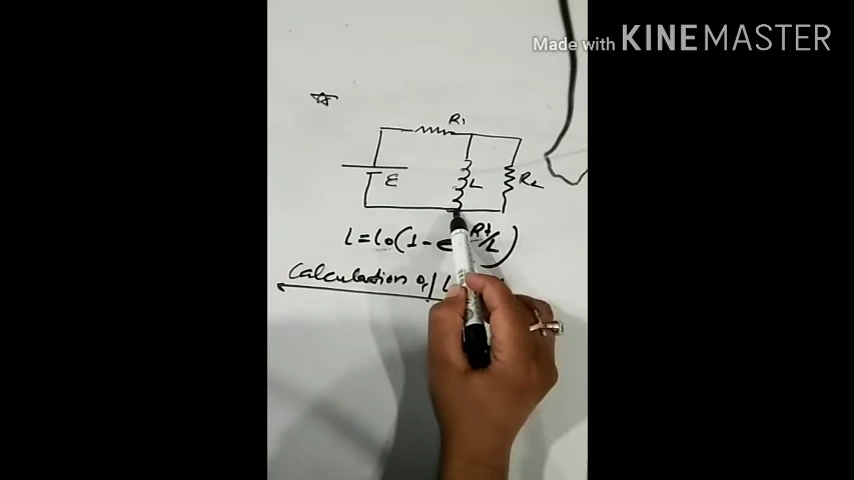 Made with KINEMASTER
R₁
ε
L
R₂
i = i₀(1 - e Rt/L)
Calculation of i